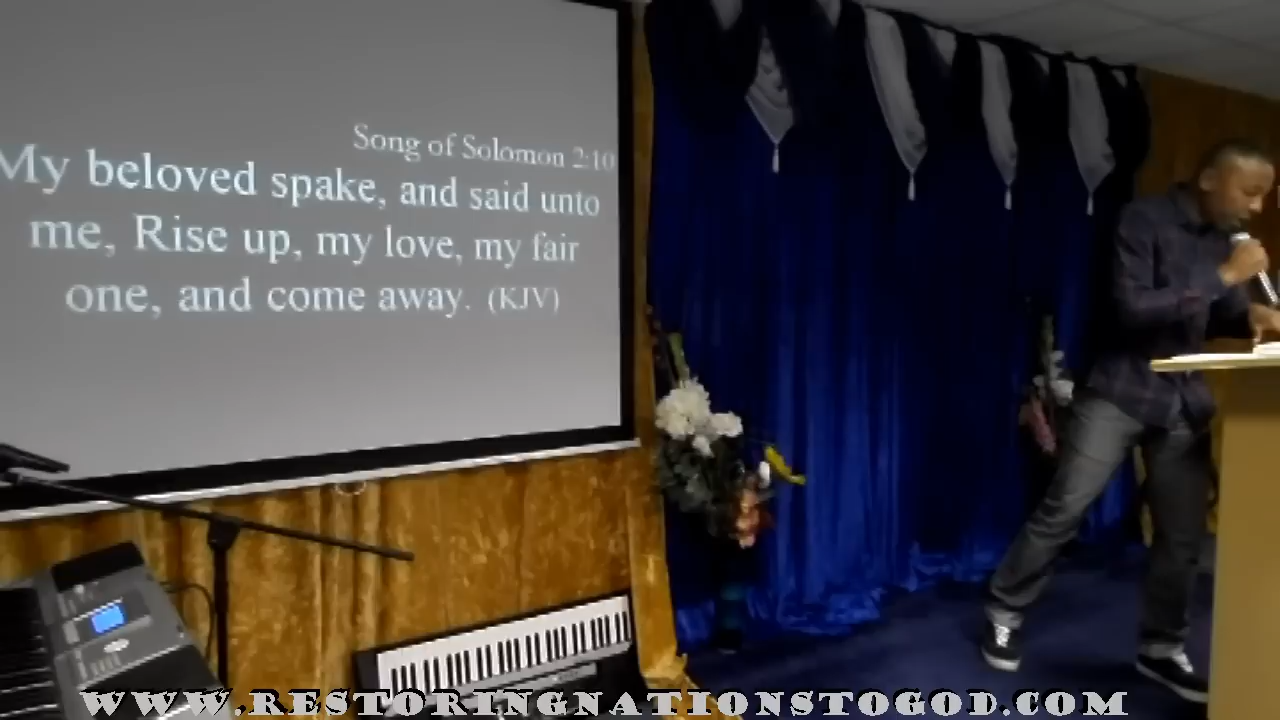 Song of Solomon 2:10
My beloved spake, and said unto
me, Rise up, my love, my fair
one, and come away. (KJV)
WWW.RESTORINGNATIONSTOGOD.COM